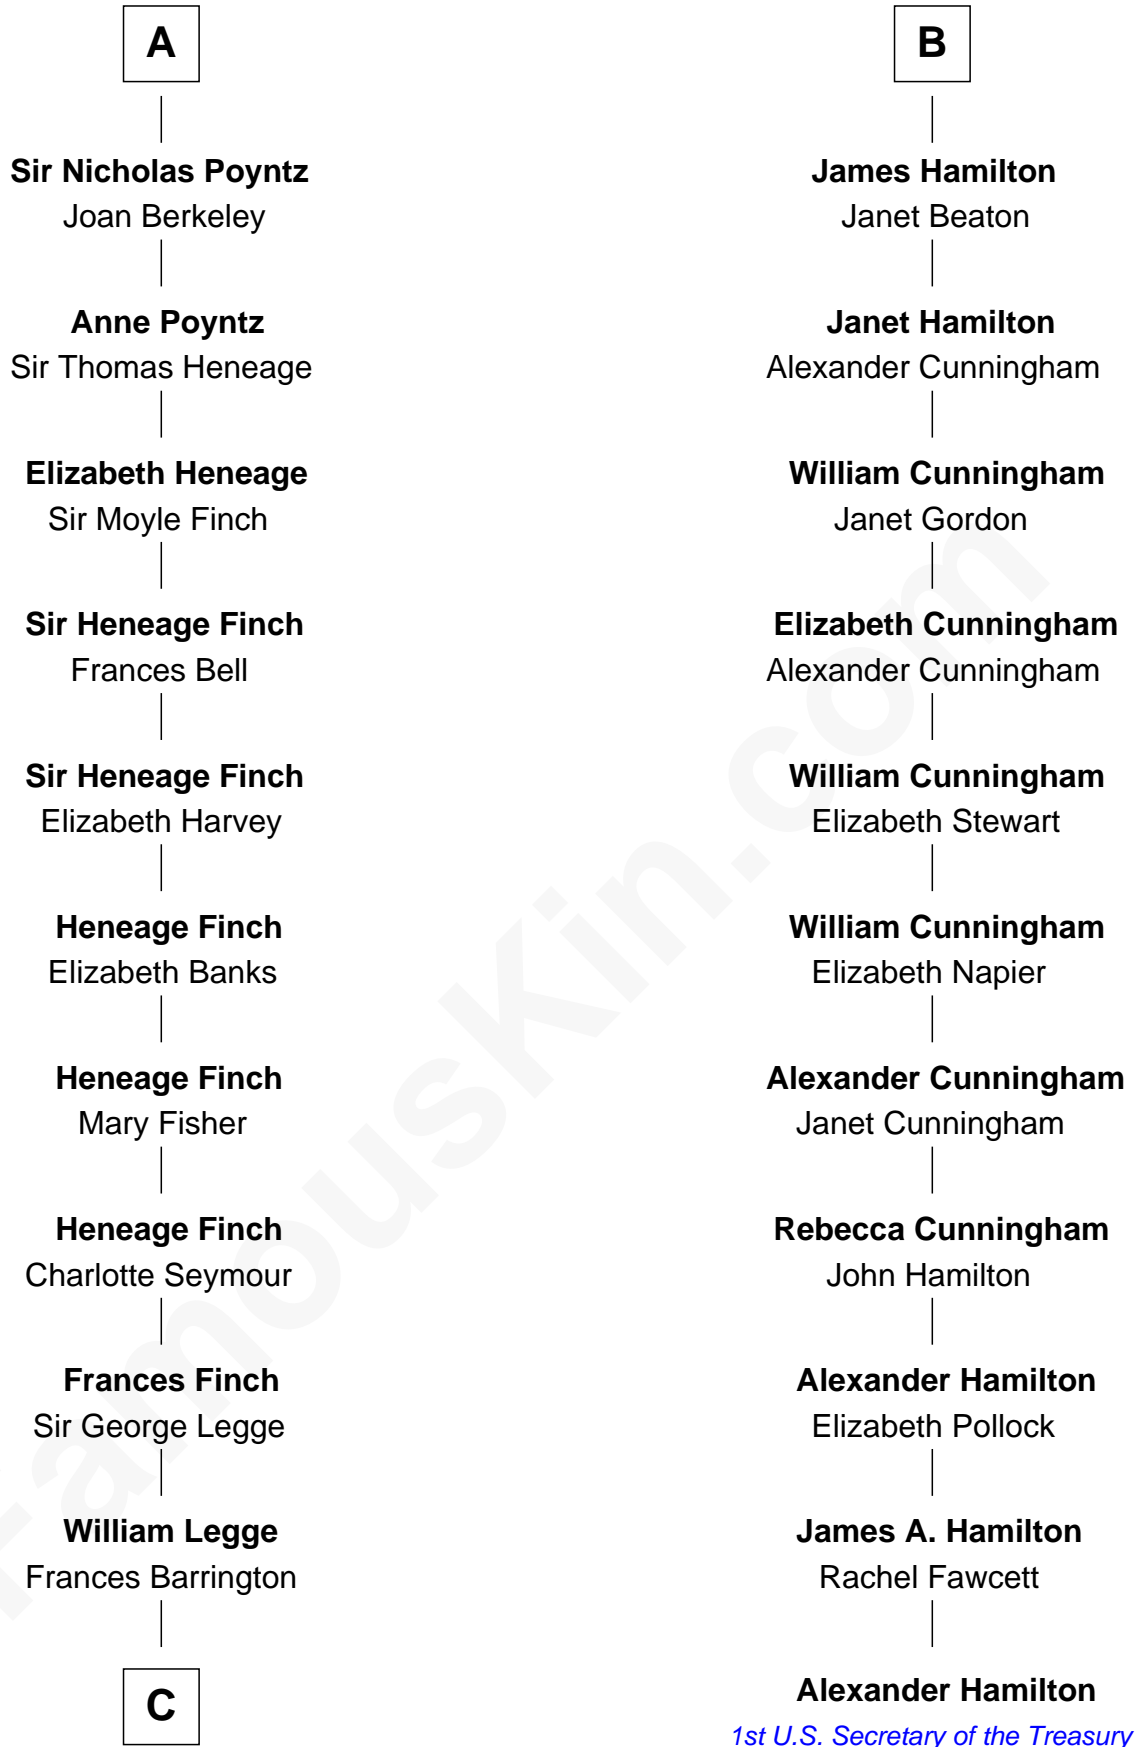 A
Sir Nicholas Poyntz
Joan Berkeley
Anne Poyntz
Sir Thomas Heneage
Elizabeth Heneage
Sir Moyle Finch
Sir Heneage Finch
Frances Bell
Sir Heneage Finch
Elizabeth Harvey
Heneage Finch
Elizabeth Banks
Heneage Finch
Mary Fisher
Heneage Finch
Charlotte Seymour
Frances Finch
Sir George Legge
William Legge
Frances Barrington
C
B
James Hamilton
Janet Beaton
Janet Hamilton
Alexander Cunningham
William Cunningham
Janet Gordon
Elizabeth Cunningham
Alexander Cunningham
William Cunningham
Elizabeth Stewart
William Cunningham
Elizabeth Napier
Alexander Cunningham
Janet Cunningham
Rebecca Cunningham
John Hamilton
Alexander Hamilton
Elizabeth Pollock
James A. Hamilton
Rachel Fawcett
Alexander Hamilton
1st U.S. Secretary of the Treasury
FamousKin.com